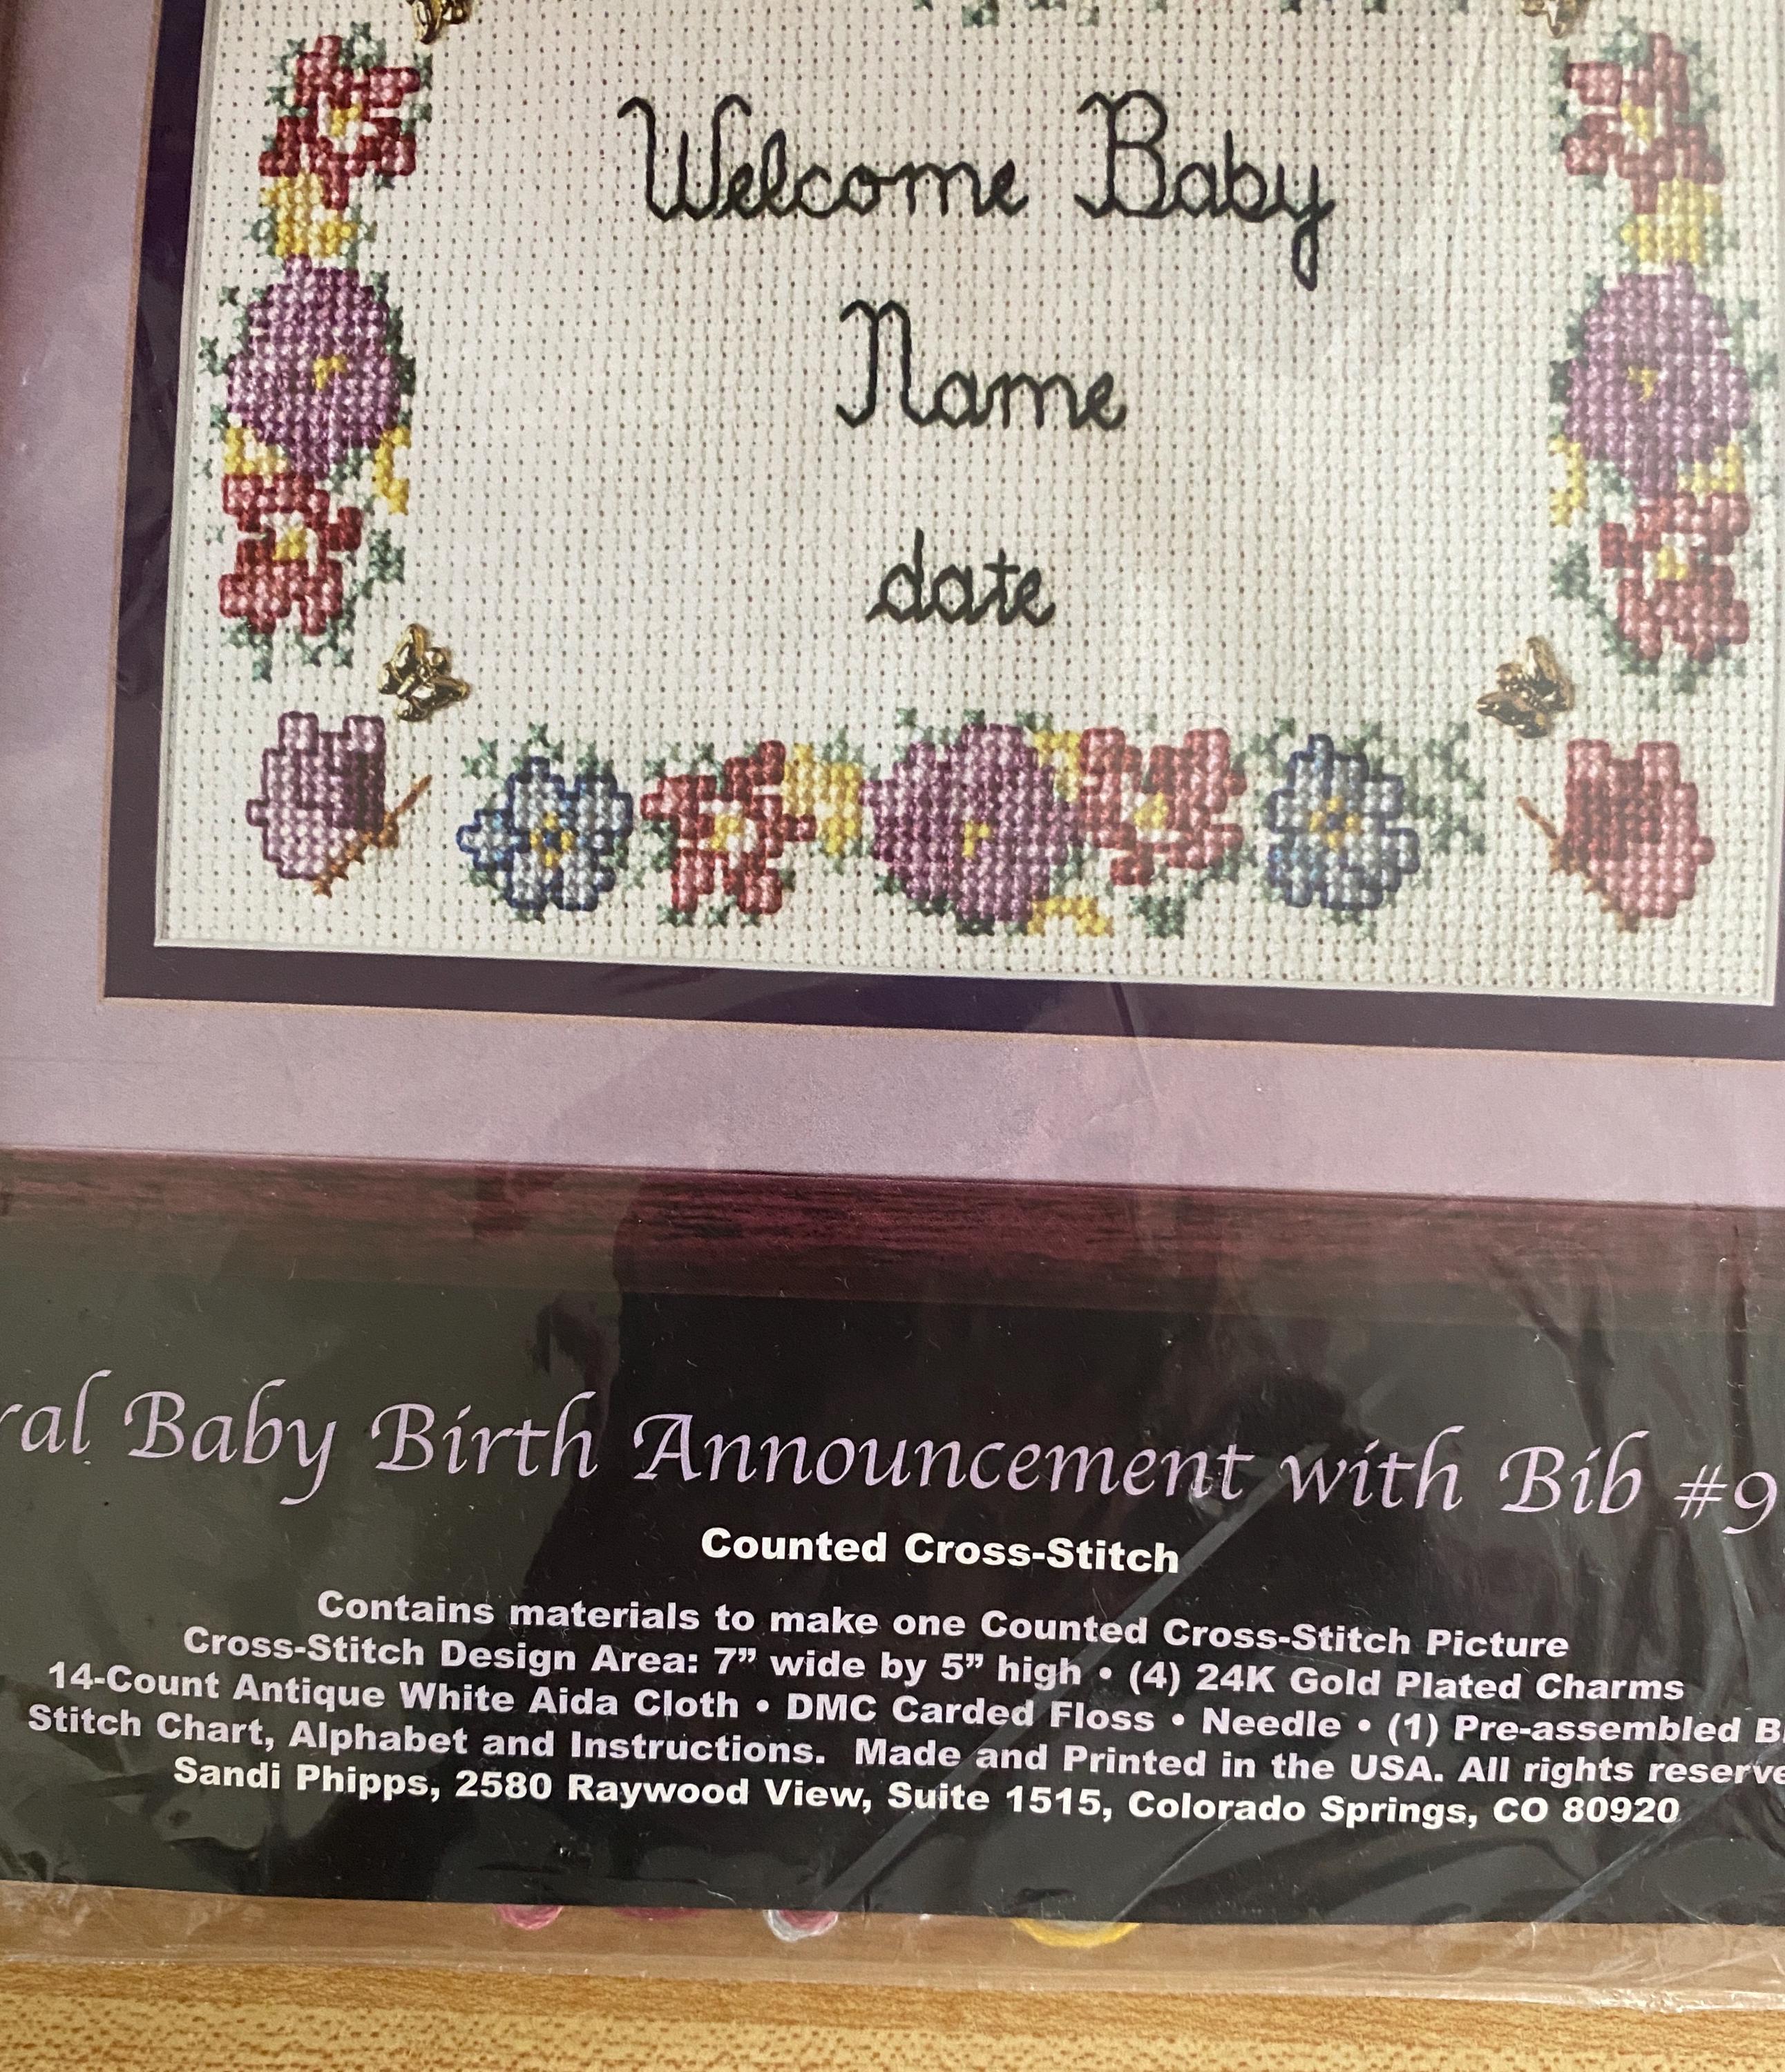 Welcome Baby
Name
date
Baby Birth Announcement with Bib #9
Counted Cross-Stitch
Contains materials to make one Counted Cross-Stitch Picture
Cross-Stitch Design Area: 7” wide by 5” high • (4) 24K Gold Plated Charms
14-Count Antique White Aida Cloth • DMC Carded Floss • Needle • (1) Pre-assembled
Stitch Chart, Alphabet and Instructions. Made and Printed in the USA. All rights
Sandi Phipps, 2580 Raywood View, Suite 1515, Colorado Springs, CO 80920